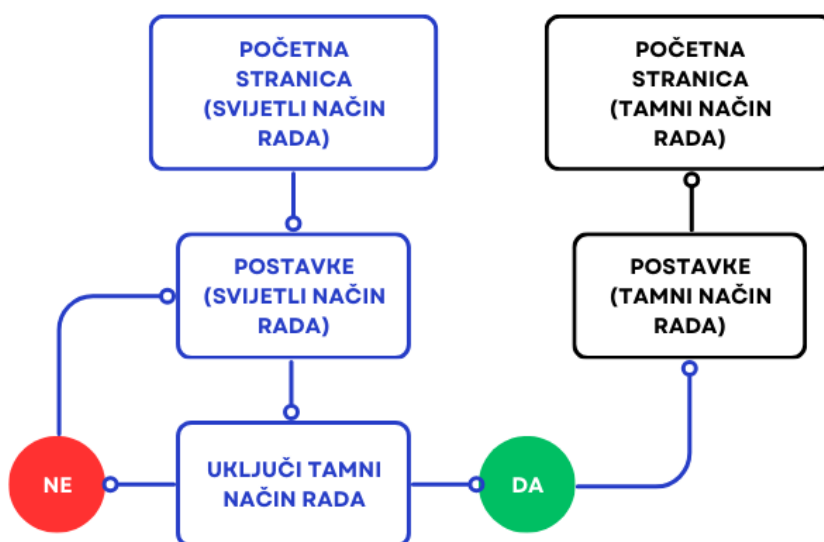 POČETNA
STRANICA
(SVIJETLI NAČIN
RADA)
POČETNA
STRANICA
(TAMNI NAČIN
RADA)
POSTAVKE
(SVIJETLI NAČIN
RADA)
POSTAVKE
(TAMNI NAČIN
RADA)
NE
UKLJUČI TAMNI
NAČIN RADA
DA